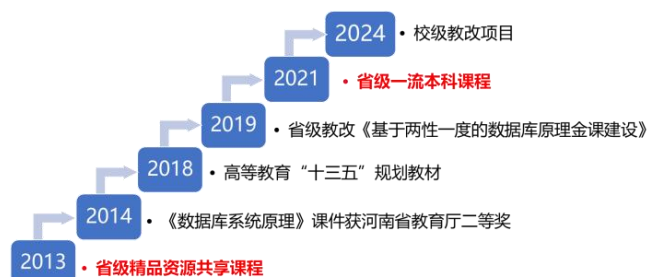 2024 • 校级教改项目
2021 • 省级一流本科课程
2019 • 省级教改《基于两性一度的数据库原理金课建设》
2018 • 高等教育“十三五”规划教材
2014 • 《数据库系统原理》课件获河南省教育厅二等奖
2013 • 省级精品资源共享课程